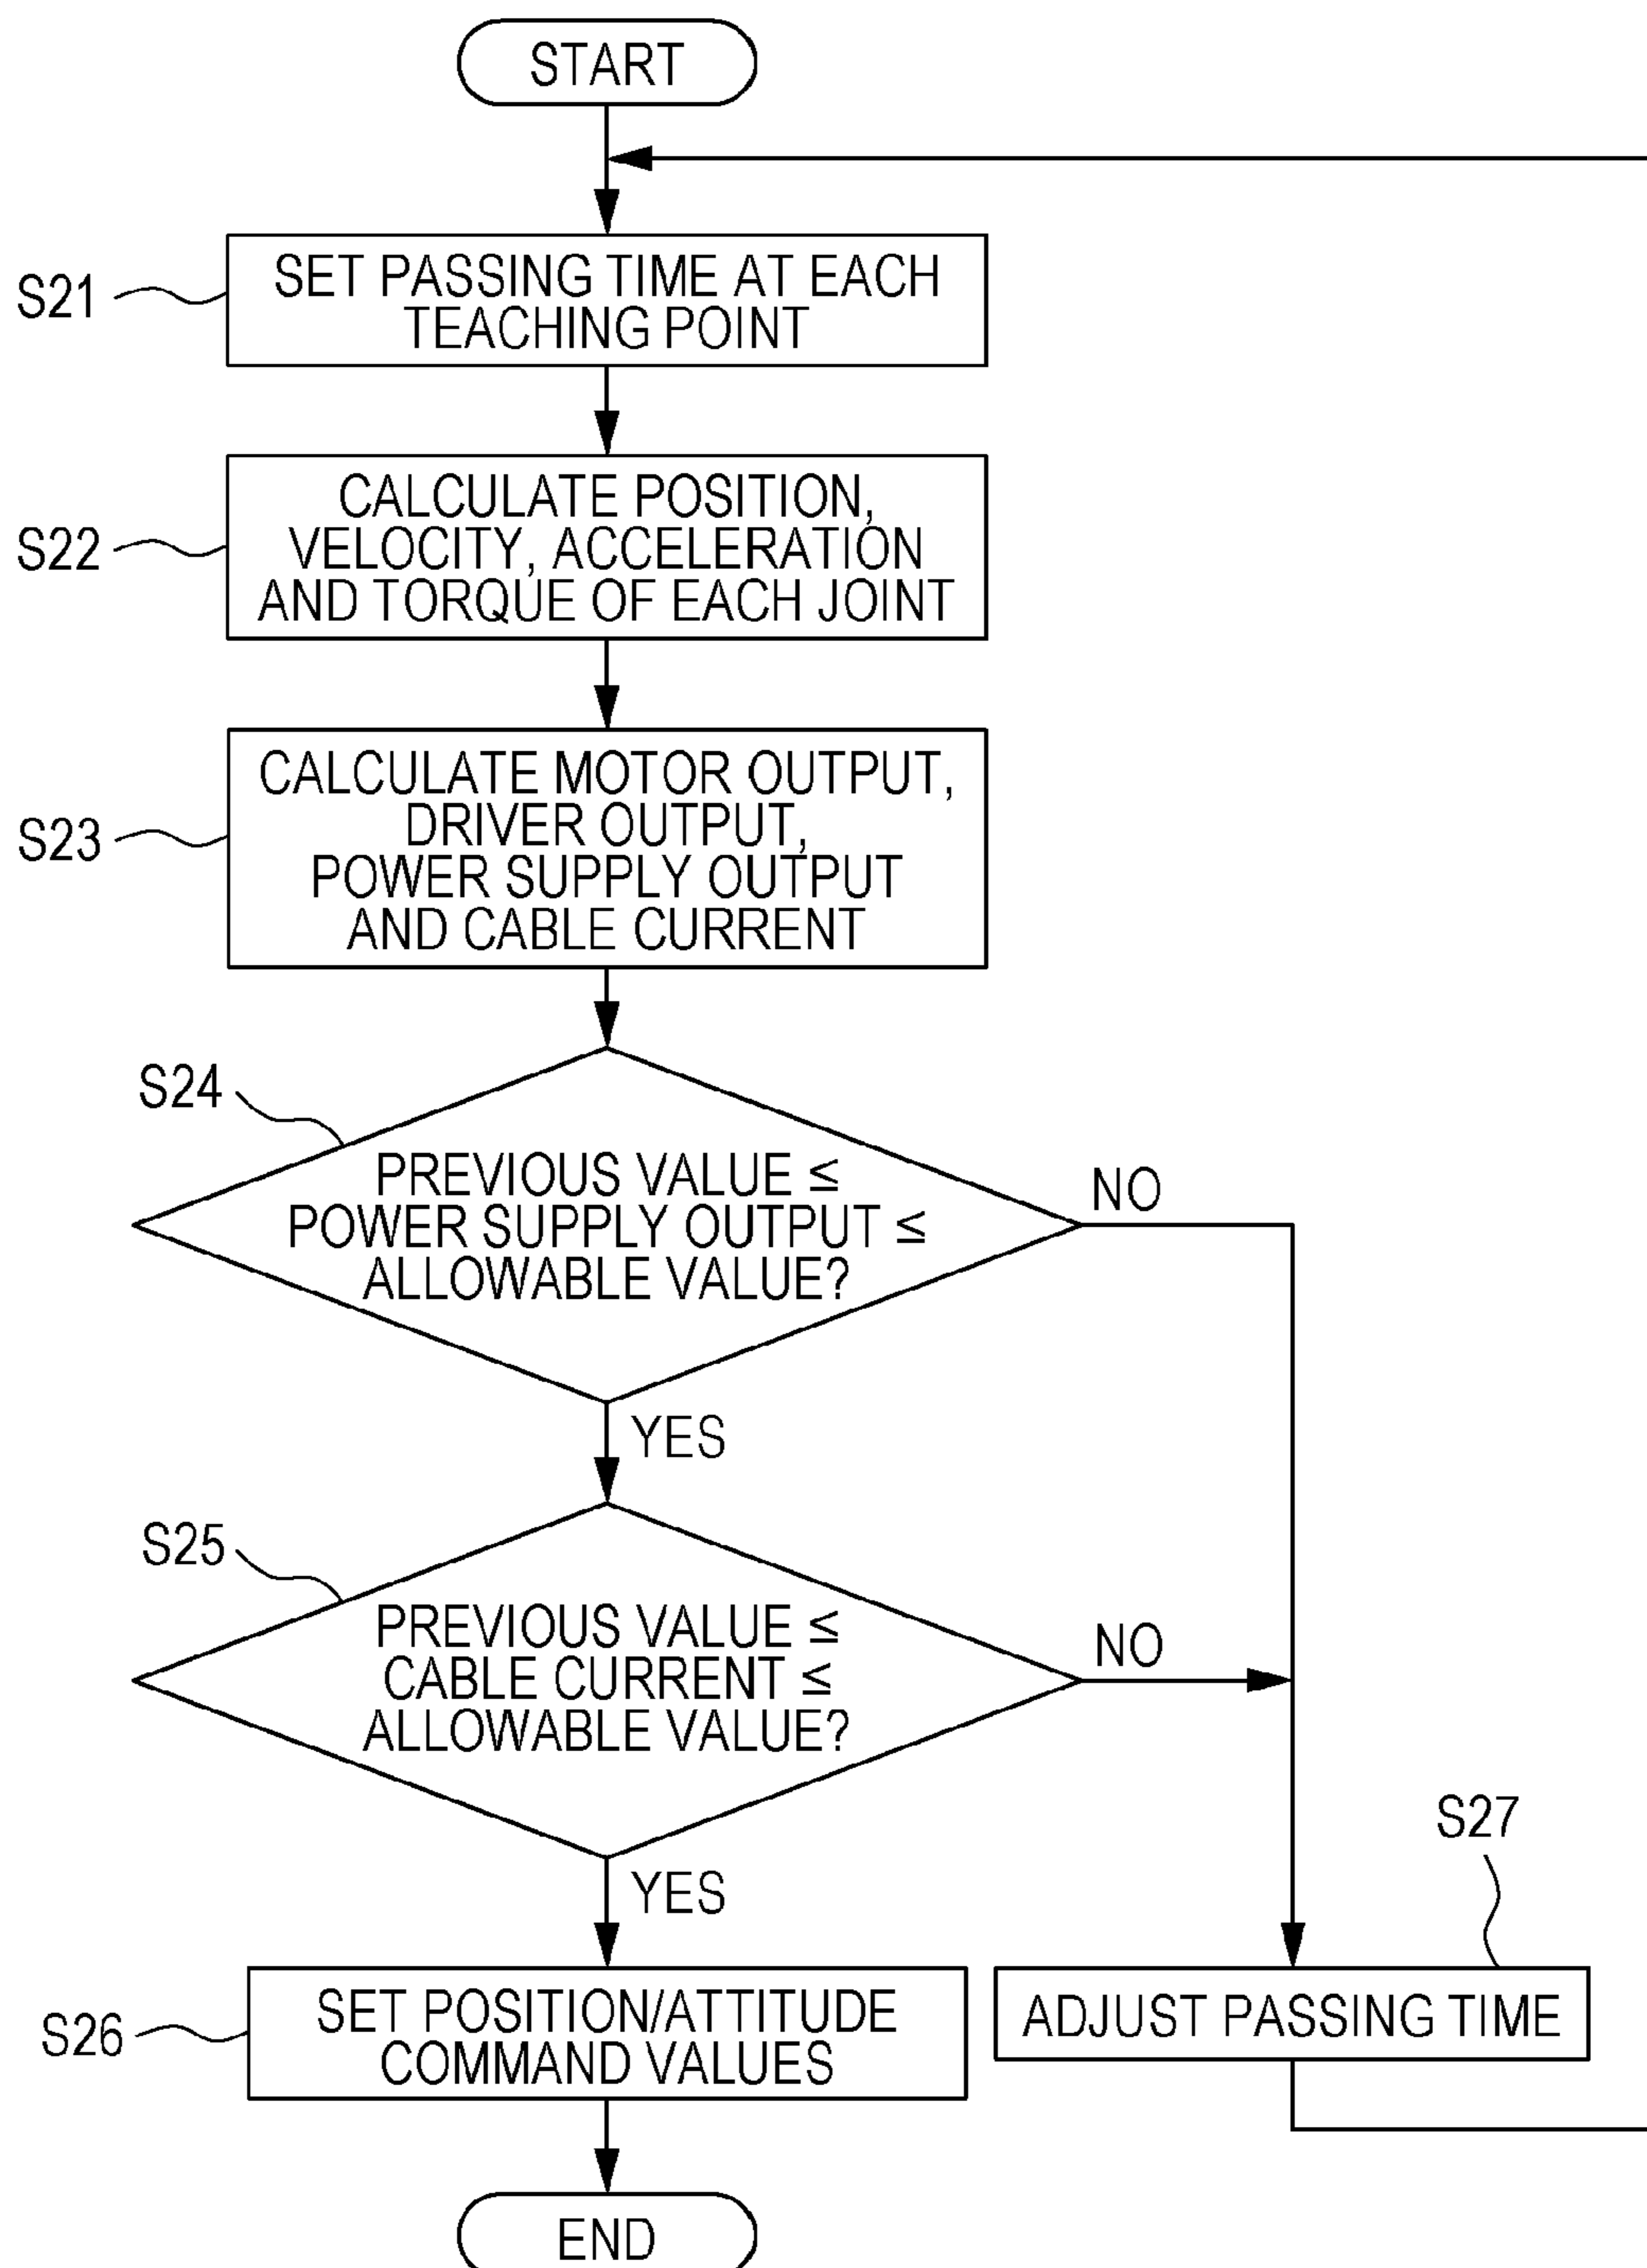 START
S21
SET PASSING TIME AT EACH
TEACHING POINT
S22
CALCULATE POSITION,
VELOCITY, ACCELERATION
AND TORQUE OF EACH JOINT
S23
CALCULATE MOTOR OUTPUT,
DRIVER OUTPUT,
POWER SUPPLY OUTPUT
AND CABLE CURRENT
S24
PREVIOUS VALUE ≤
POWER SUPPLY OUTPUT ≤
ALLOWABLE VALUE?
NO
YES
S25
PREVIOUS VALUE ≤
CABLE CURRENT ≤
ALLOWABLE VALUE?
NO
YES
S27
S26
SET POSITION/ATTITUDE
COMMAND VALUES
ADJUST PASSING TIME
END